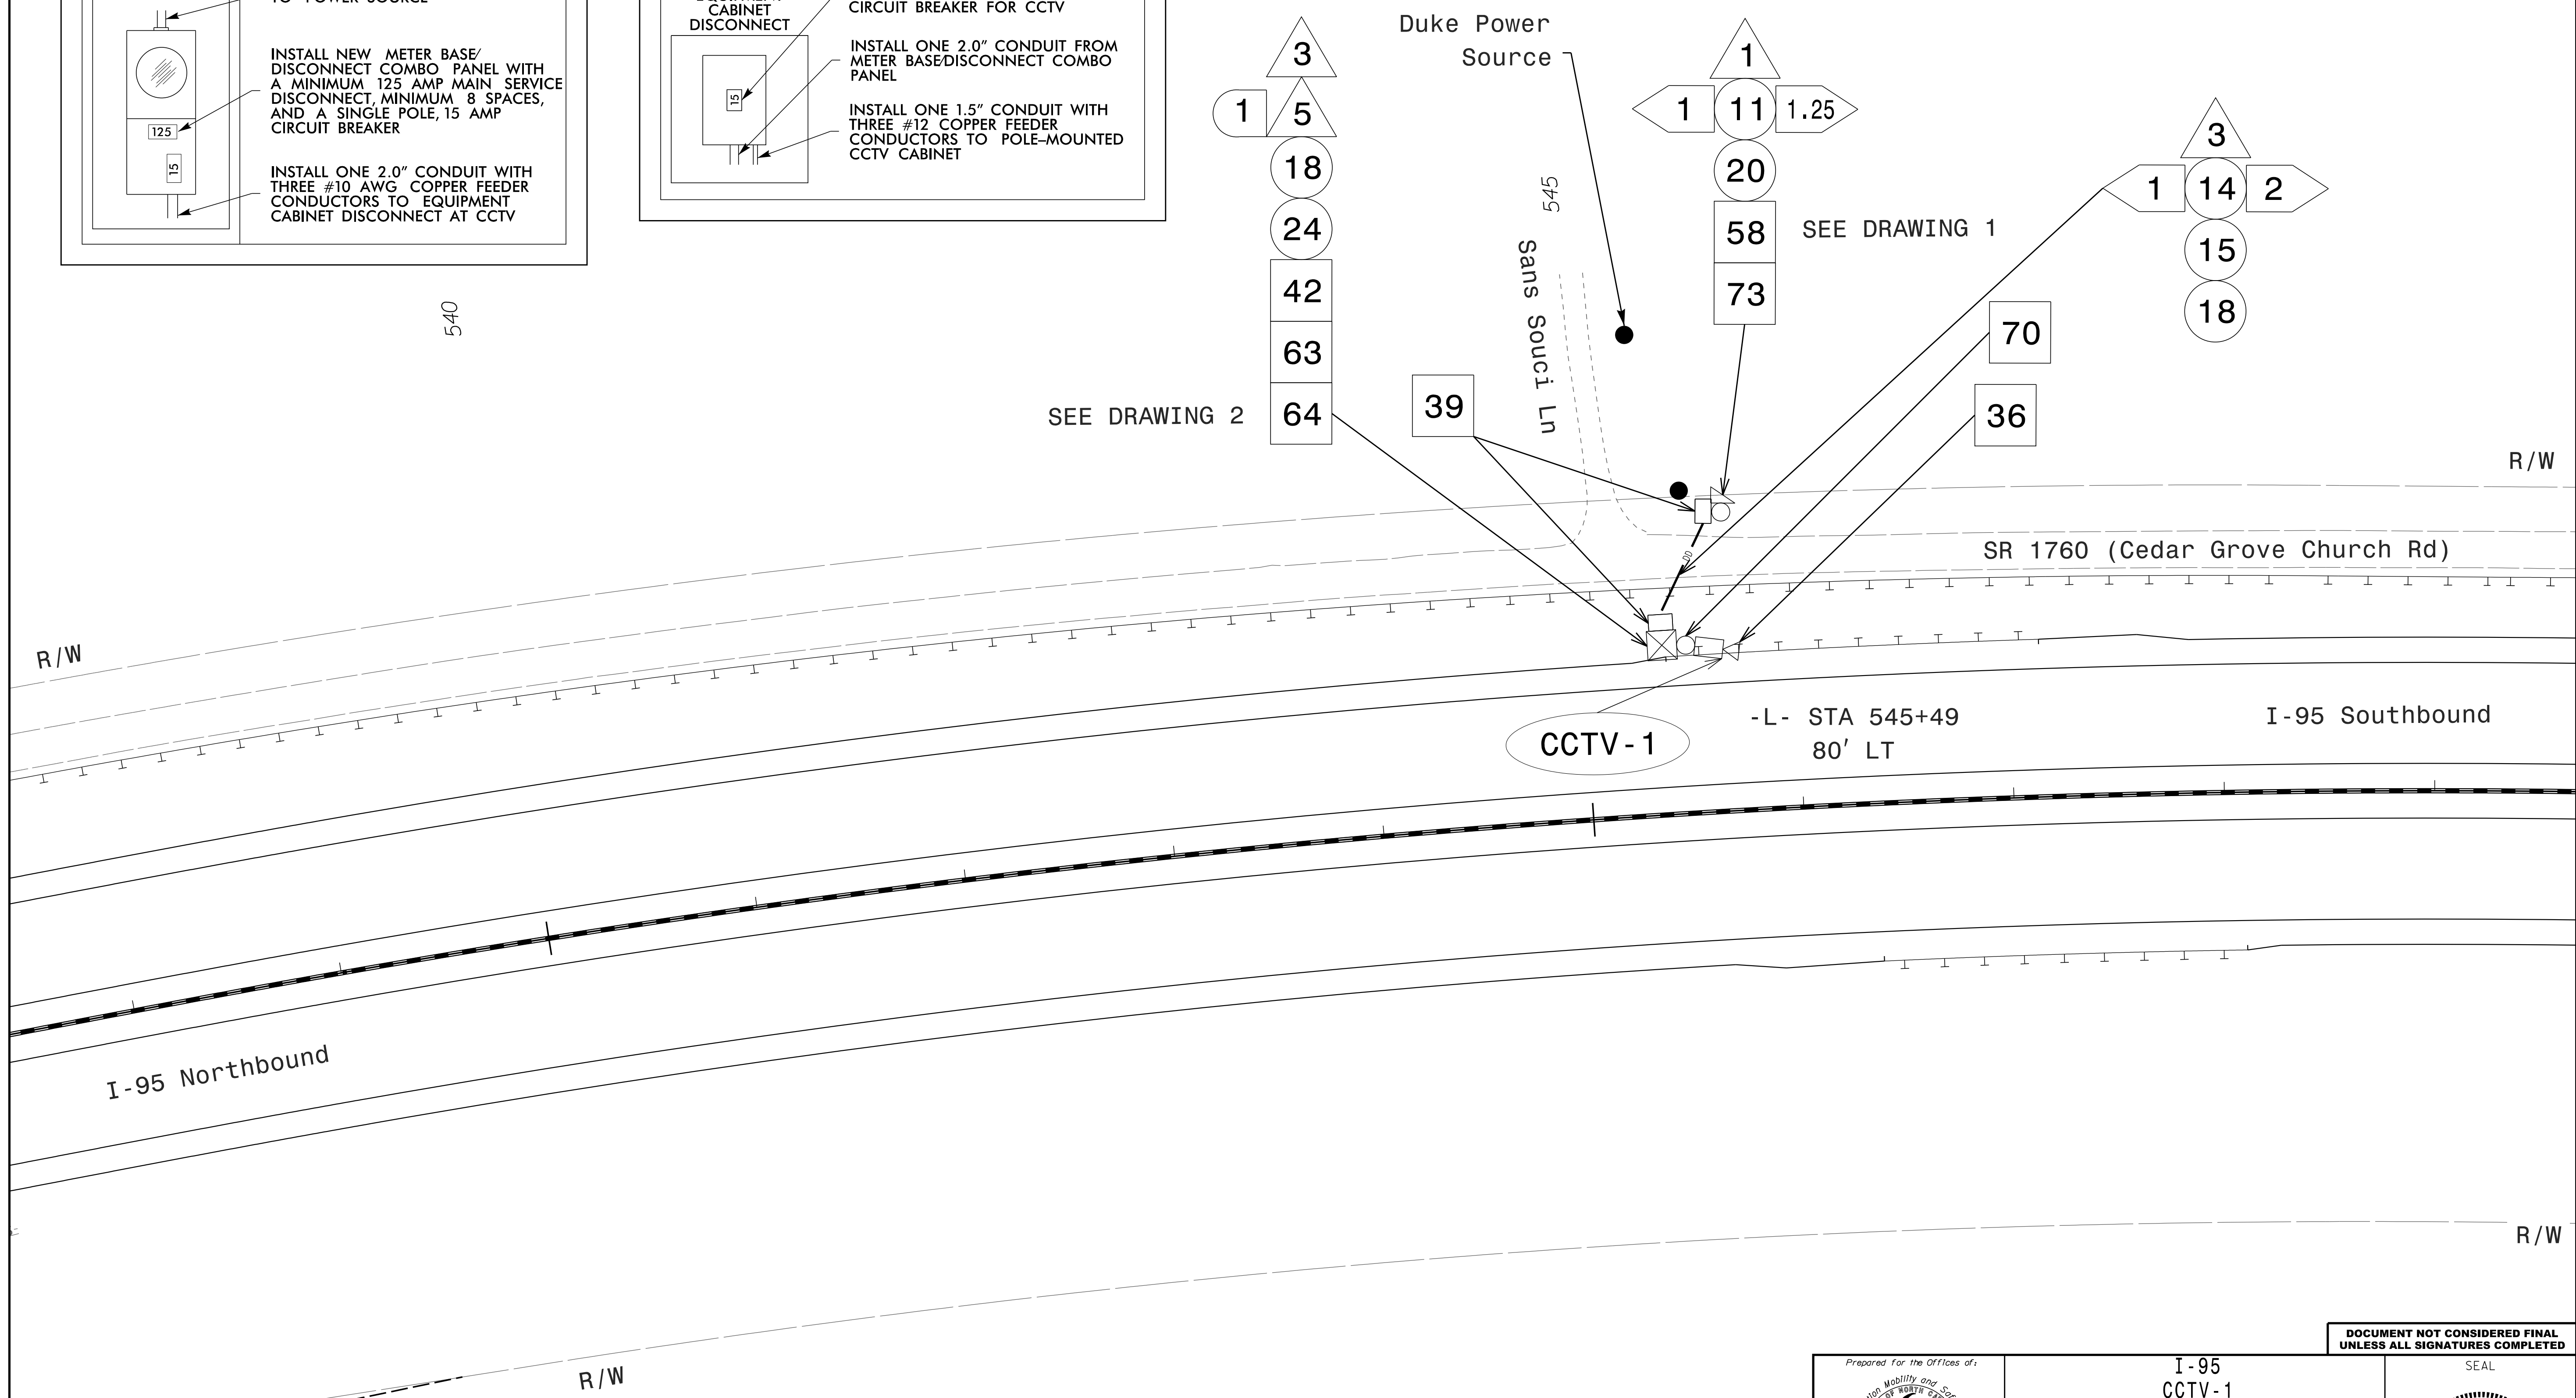 TO POWER SOURCE
INSTALL NEW METER BASE/
DISCONNECT COMBO PANEL WITH
A MINIMUM 125 AMP MAIN SERVICE
DISCONNECT, MINIMUM 8 SPACES,
AND A SINGLE POLE, 15 AMP
CIRCUIT BREAKER
125
15
INSTALL ONE 2.0" CONDUIT WITH
THREE #10 AWG COPPER FEEDER
CONDUCTORS TO EQUIPMENT
CABINET DISCONNECT AT CCTV
EQUIPMENT
CABINET
DISCONNECT
CIRCUIT BREAKER FOR CCTV
INSTALL ONE 2.0" CONDUIT FROM
METER BASE/DISCONNECT COMBO
PANEL
15
INSTALL ONE 1.5" CONDUIT WITH
THREE #12 COPPER FEEDER
CONDUCTORS TO POLE-MOUNTED
CCTV CABINET
540
3
1 5
18
24
42
63
64
SEE DRAWING 2
Duke Power
Source
545
Sans Souci Ln
39
1
1 11 1.25
20
58
SEE DRAWING 1
73
3
1 14 2
15
18
70
36
R/W
SR 1760 (Cedar Grove Church Rd)
R/W
CCTV-1
-L- STA 545+49
80' LT
I-95 Southbound
I-95 Northbound
R/W
R/W
DOCUMENT NOT CONSIDERED FINAL
UNLESS ALL SIGNATURES COMPLETED
Prepared for the Offices of:
I-95
CCTV-1
SEAL